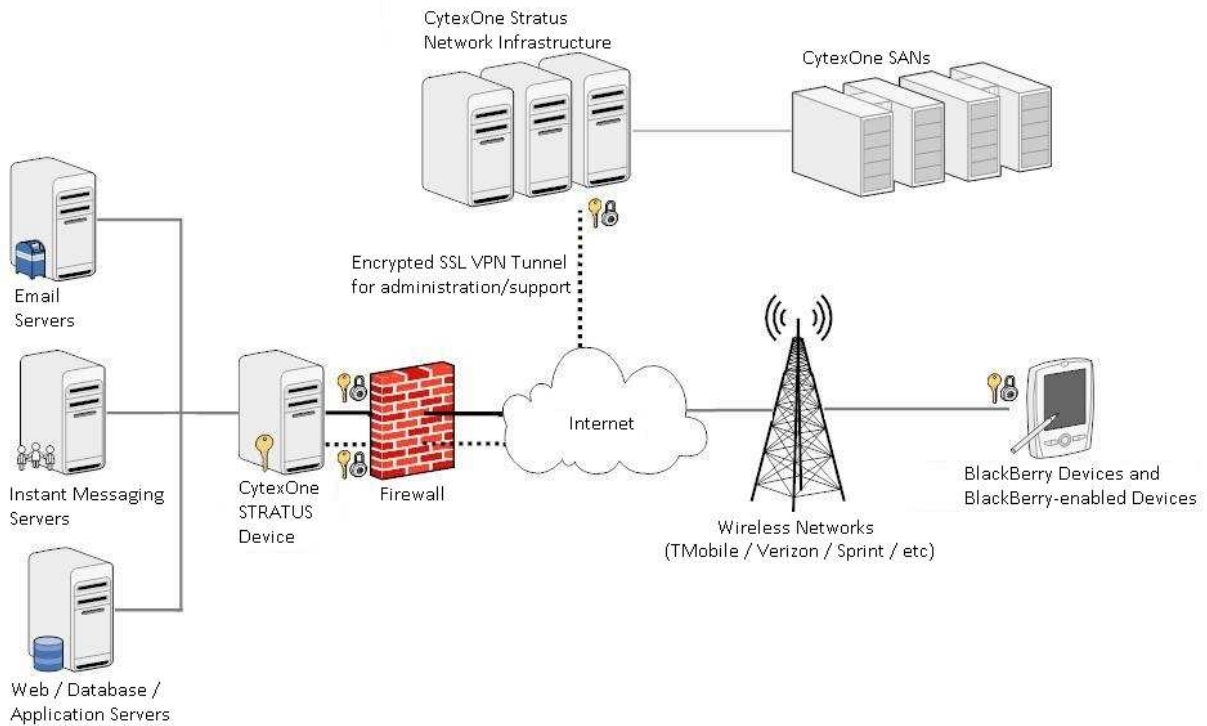 CytexOne Stratus
Network Infrastructure
CytexOne SANs
Encrypted SSL VPN Tunnel
for administration/support
Email
Servers
Internet
Instant Messaging
Servers
CytexOne
STRATUS
Device
Firewall
BlackBerry Devices and
BlackBerry-enabled Devices
Wireless Networks
(TMobile / Verizon / Sprint / etc)
Web / Database /
Application Servers